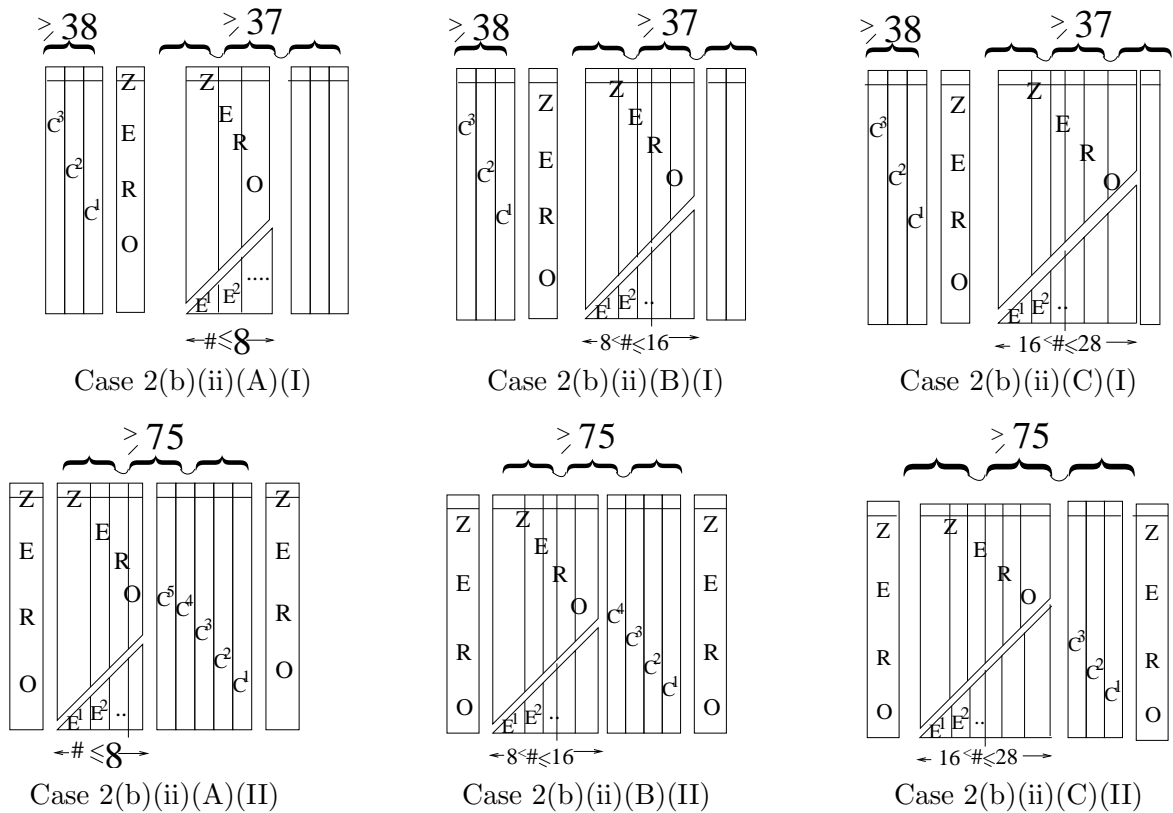 ⩾38 ⩾37 ⩾38 ⩾37 ⩾38 ⩾37
Z Z Z Z Z Z
C³ E E C³ E E C³ E E
C² R R C² R R C² R R
C¹ O O C¹ O O C¹ O O
E¹ E² .... E¹ E² .. E¹ E² ..
# ⩽8 8<#⩽16 16<#⩽28
Case 2(b)(ii)(A)(I) Case 2(b)(ii)(B)(I) Case 2(b)(ii)(C)(I)
⩾75 ⩾75 ⩾75
Z Z Z Z Z Z Z Z Z
E E E E E E E E E
R R R R R R R R R
O O O O O O O O O
C⁵ C⁴ C³ C² C¹ C⁴ C³ C² C¹ C³ C² C¹
E¹ E² .. E¹ E² .. E¹ E² ..
# ⩽8 8<#⩽16 16<#⩽28
Case 2(b)(ii)(A)(II) Case 2(b)(ii)(B)(II) Case 2(b)(ii)(C)(II)